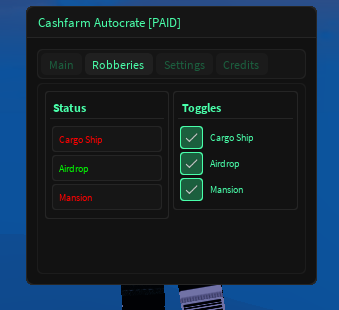 Cashfarm Autocrate [PAID]
Main Robberies Settings Credits
Status
Cargo Ship
Airdrop
Mansion
Toggles
Cargo Ship
Airdrop
Mansion